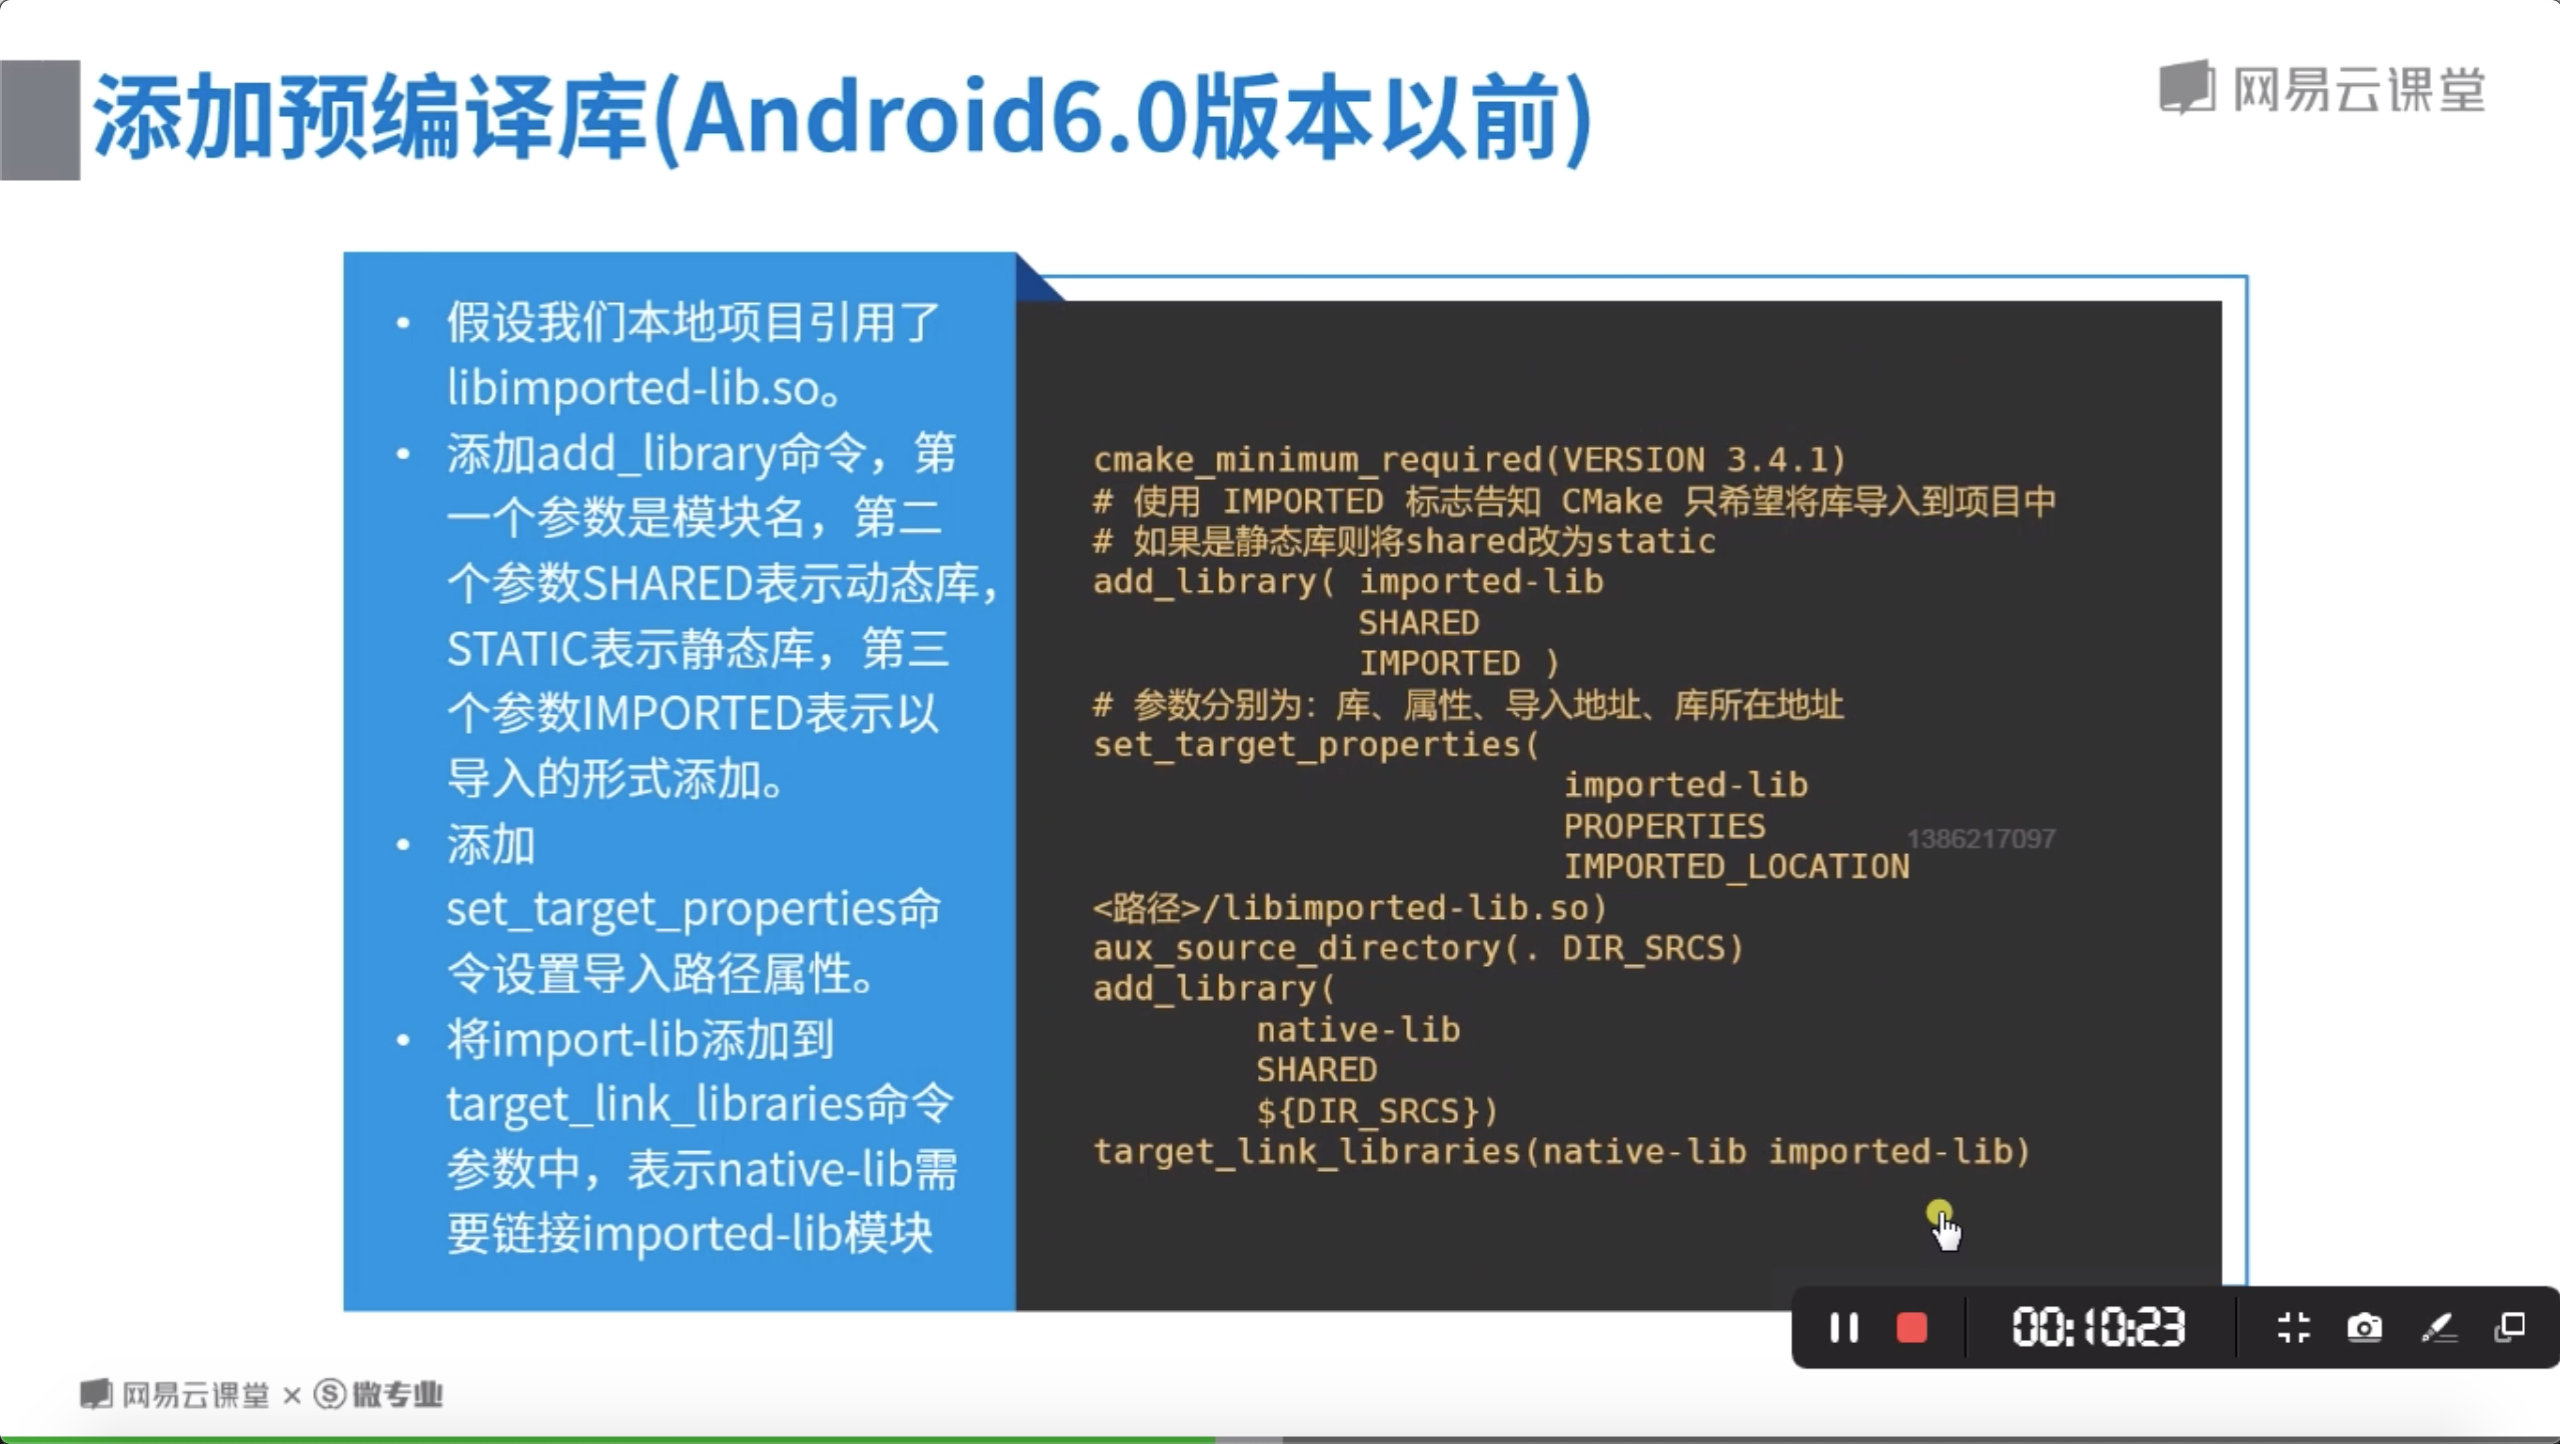 添加预编译库(Android6.0版本以前)
网易云课堂
• 假设我们本地项目引用了
libimported-lib.so。
• 添加add_library命令，第
一个参数是模块名，第二
个参数SHARED表示动态库，
STATIC表示静态库，第三
个参数IMPORTED表示以
导入的形式添加。
• 添加
set_target_properties命
令设置导入路径属性。
• 将import-lib添加到
target_link_libraries命令
参数中，表示native-lib需
要链接imported-lib模块
cmake_minimum_required(VERSION 3.4.1)
# 使用 IMPORTED 标志告知 CMake 只希望将库导入到项目中
# 如果是静态库则将shared改为static
add_library( imported-lib
SHARED
IMPORTED )
# 参数分别为：库、属性、导入地址、库所在地址
set_target_properties(
imported-lib
PROPERTIES
1386217097
IMPORTED_LOCATION
<路径>/libimported-lib.so)
aux_source_directory(. DIR_SRCS)
add_library(
native-lib
SHARED
${DIR_SRCS})
target_link_libraries(native-lib imported-lib)
00:10:23
网易云课堂 × 微专业